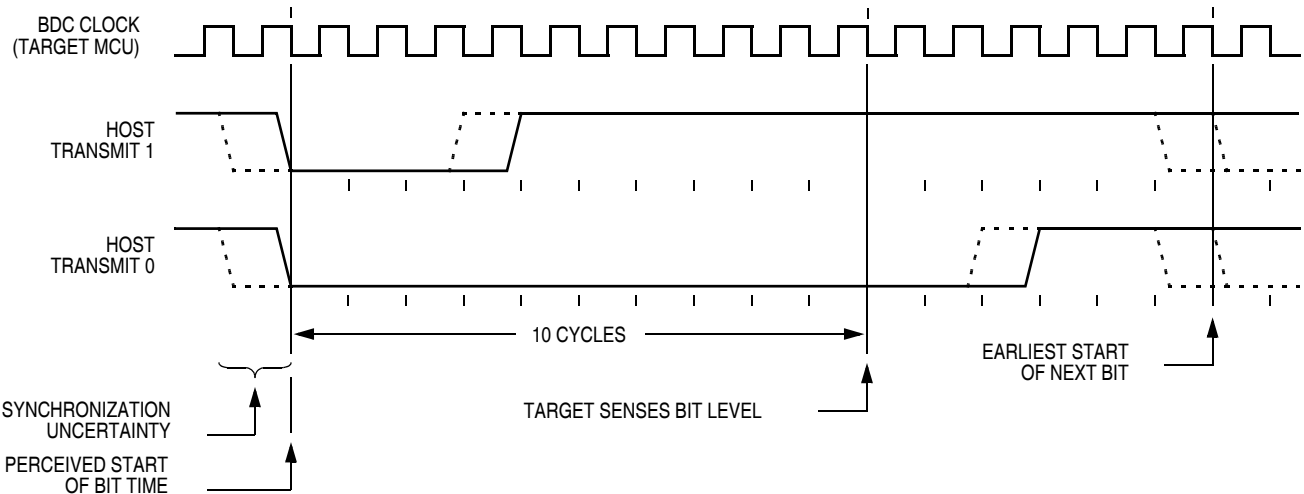 BDC CLOCK
(TARGET MCU)
HOST
TRANSMIT 1
HOST
TRANSMIT 0
10 CYCLES
EARLIEST START
OF NEXT BIT
SYNCHRONIZATION
UNCERTAINTY
TARGET SENSES BIT LEVEL
PERCEIVED START
OF BIT TIME